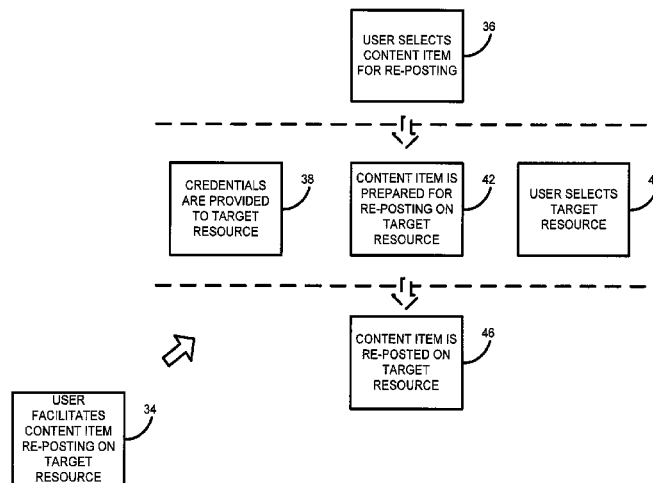 36
USER SELECTS
CONTENT ITEM
FOR RE-POSTING
38
CREDENTIALS
ARE PROVIDED
TO TARGET
RESOURCE
42
CONTENT ITEM IS
PREPARED FOR
RE-POSTING ON
TARGET
RESOURCE
USER SELECTS
TARGET
RESOURCE
46
CONTENT ITEM IS
RE-POSTED ON
TARGET
RESOURCE
34
USER
FACILITATES
CONTENT ITEM
RE-POSTING ON
TARGET
RESOURCE